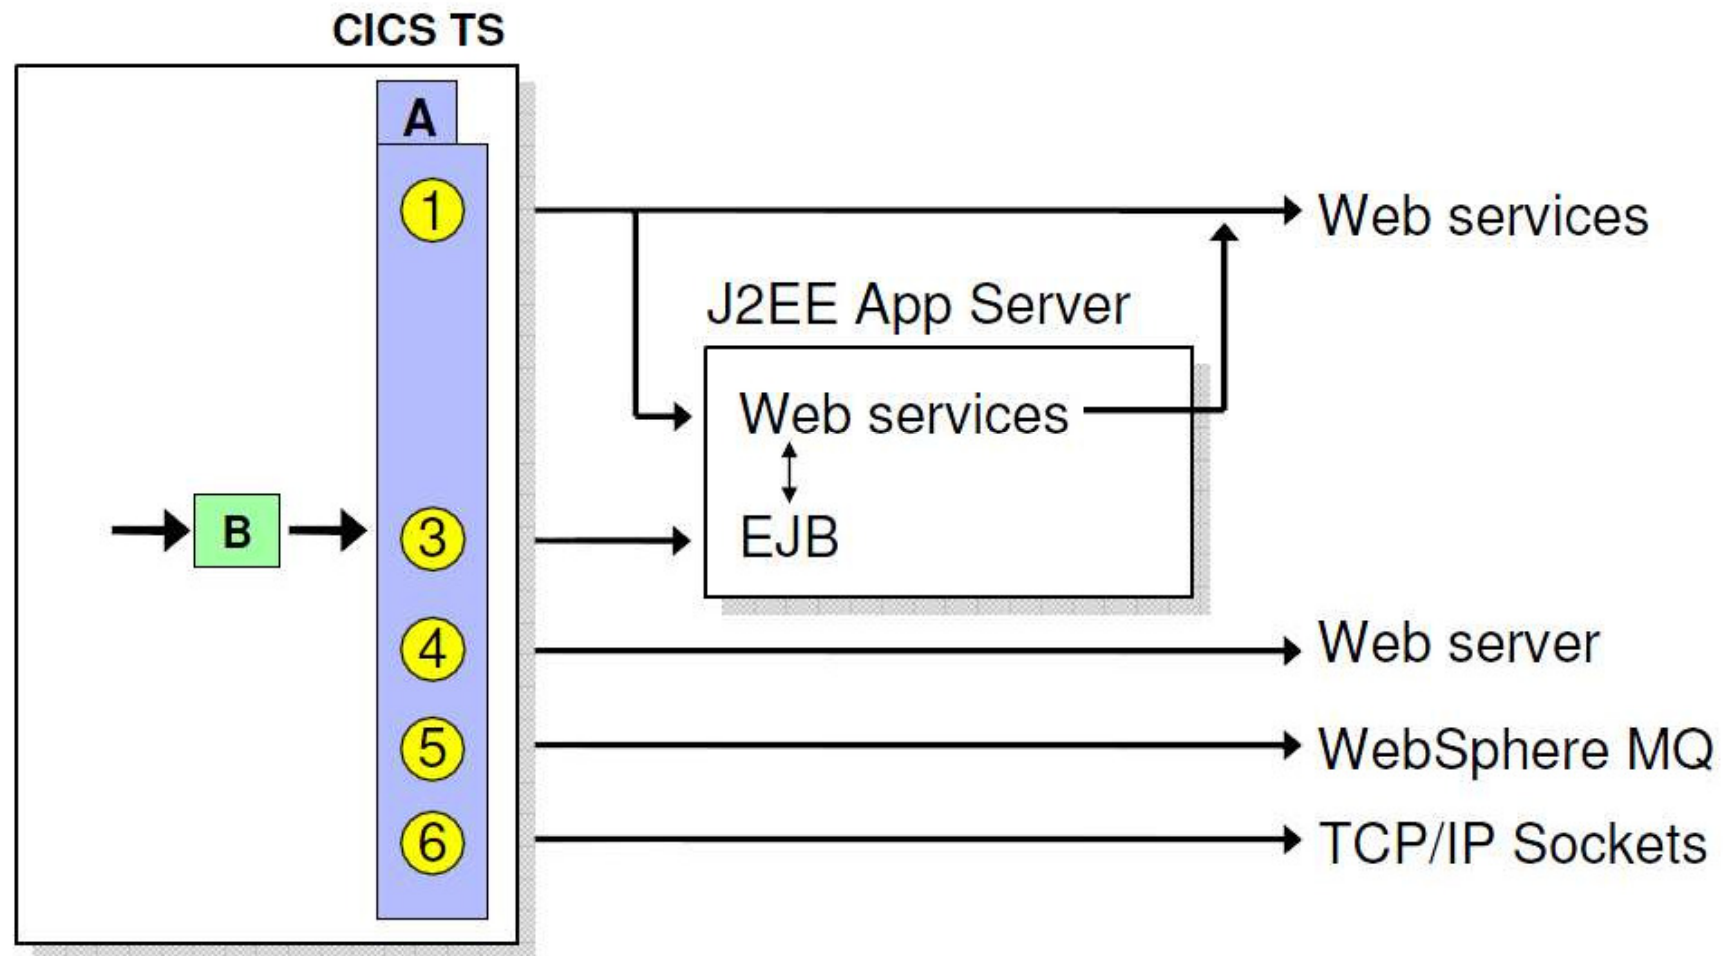 CICS TS
A
1
Web services
J2EE App Server
Web services
B
3
EJB
4
Web server
5
WebSphere MQ
6
TCP/IP Sockets